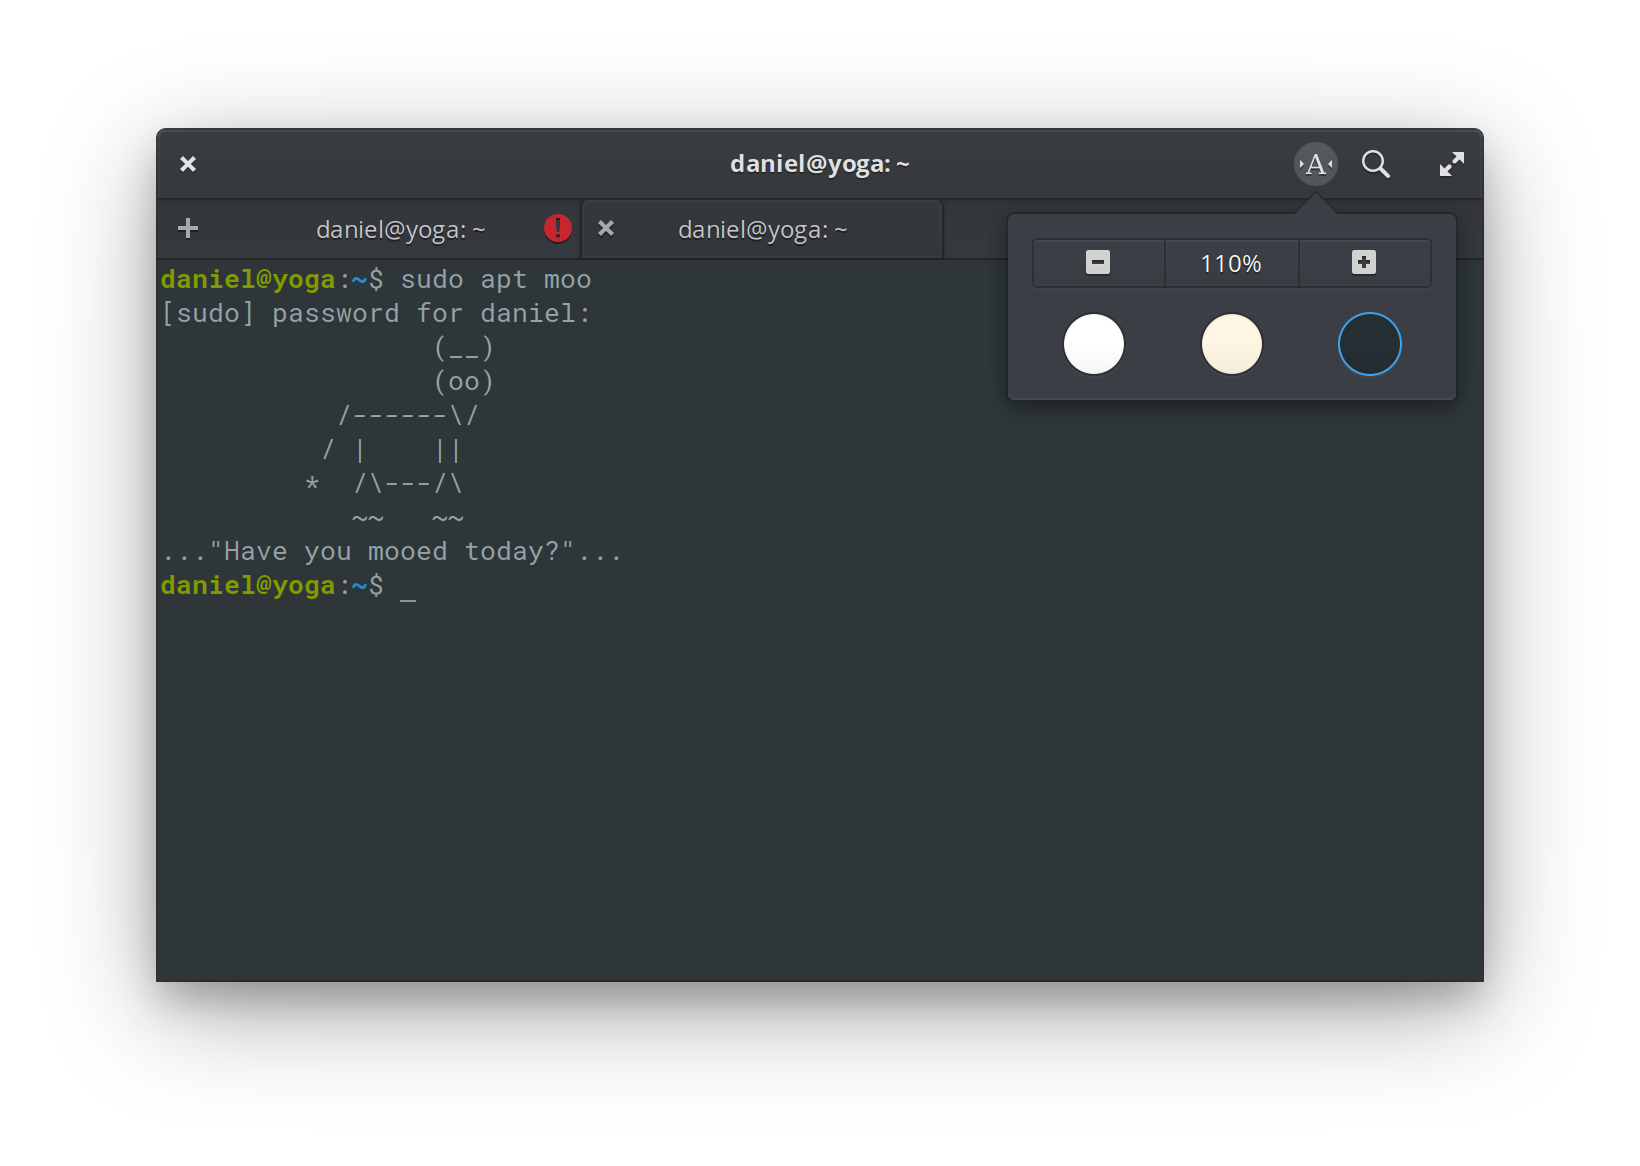 daniel@yoga: ~
A
daniel@yoga: ~
daniel@yoga: ~
110%
daniel@yoga:~$ sudo apt moo
[sudo] password for daniel:
                 (__)
                 (oo)
           /------\/
          / |    ||
         *  /\---/\
            ~~   ~~
..."Have you mooed today?"...
daniel@yoga:~$ _